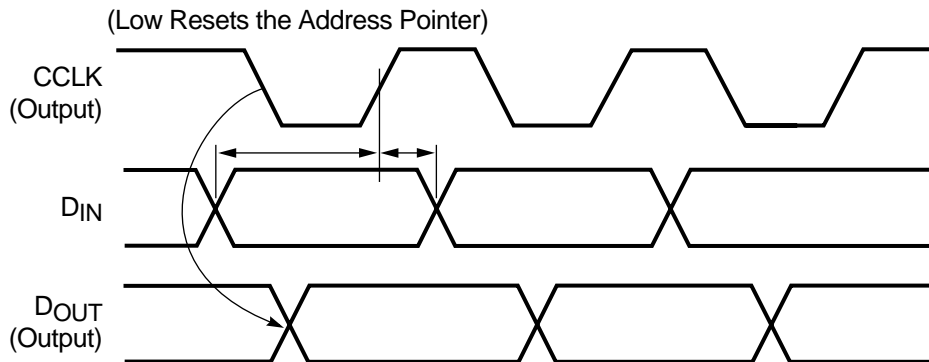 (Low Resets the Address Pointer)
CCLK
(Output)
DIN
DOUT
(Output)